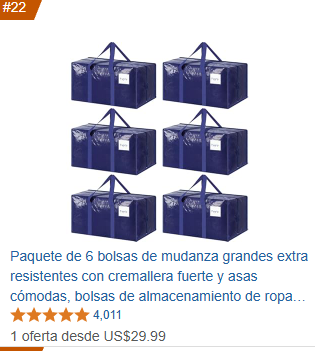 #22
Paquete de 6 bolsas de mudanza grandes extra
resistentes con cremallera fuerte y asas
cómodas, bolsas de almacenamiento de ropa…
4,011
1 oferta desde US$29.99